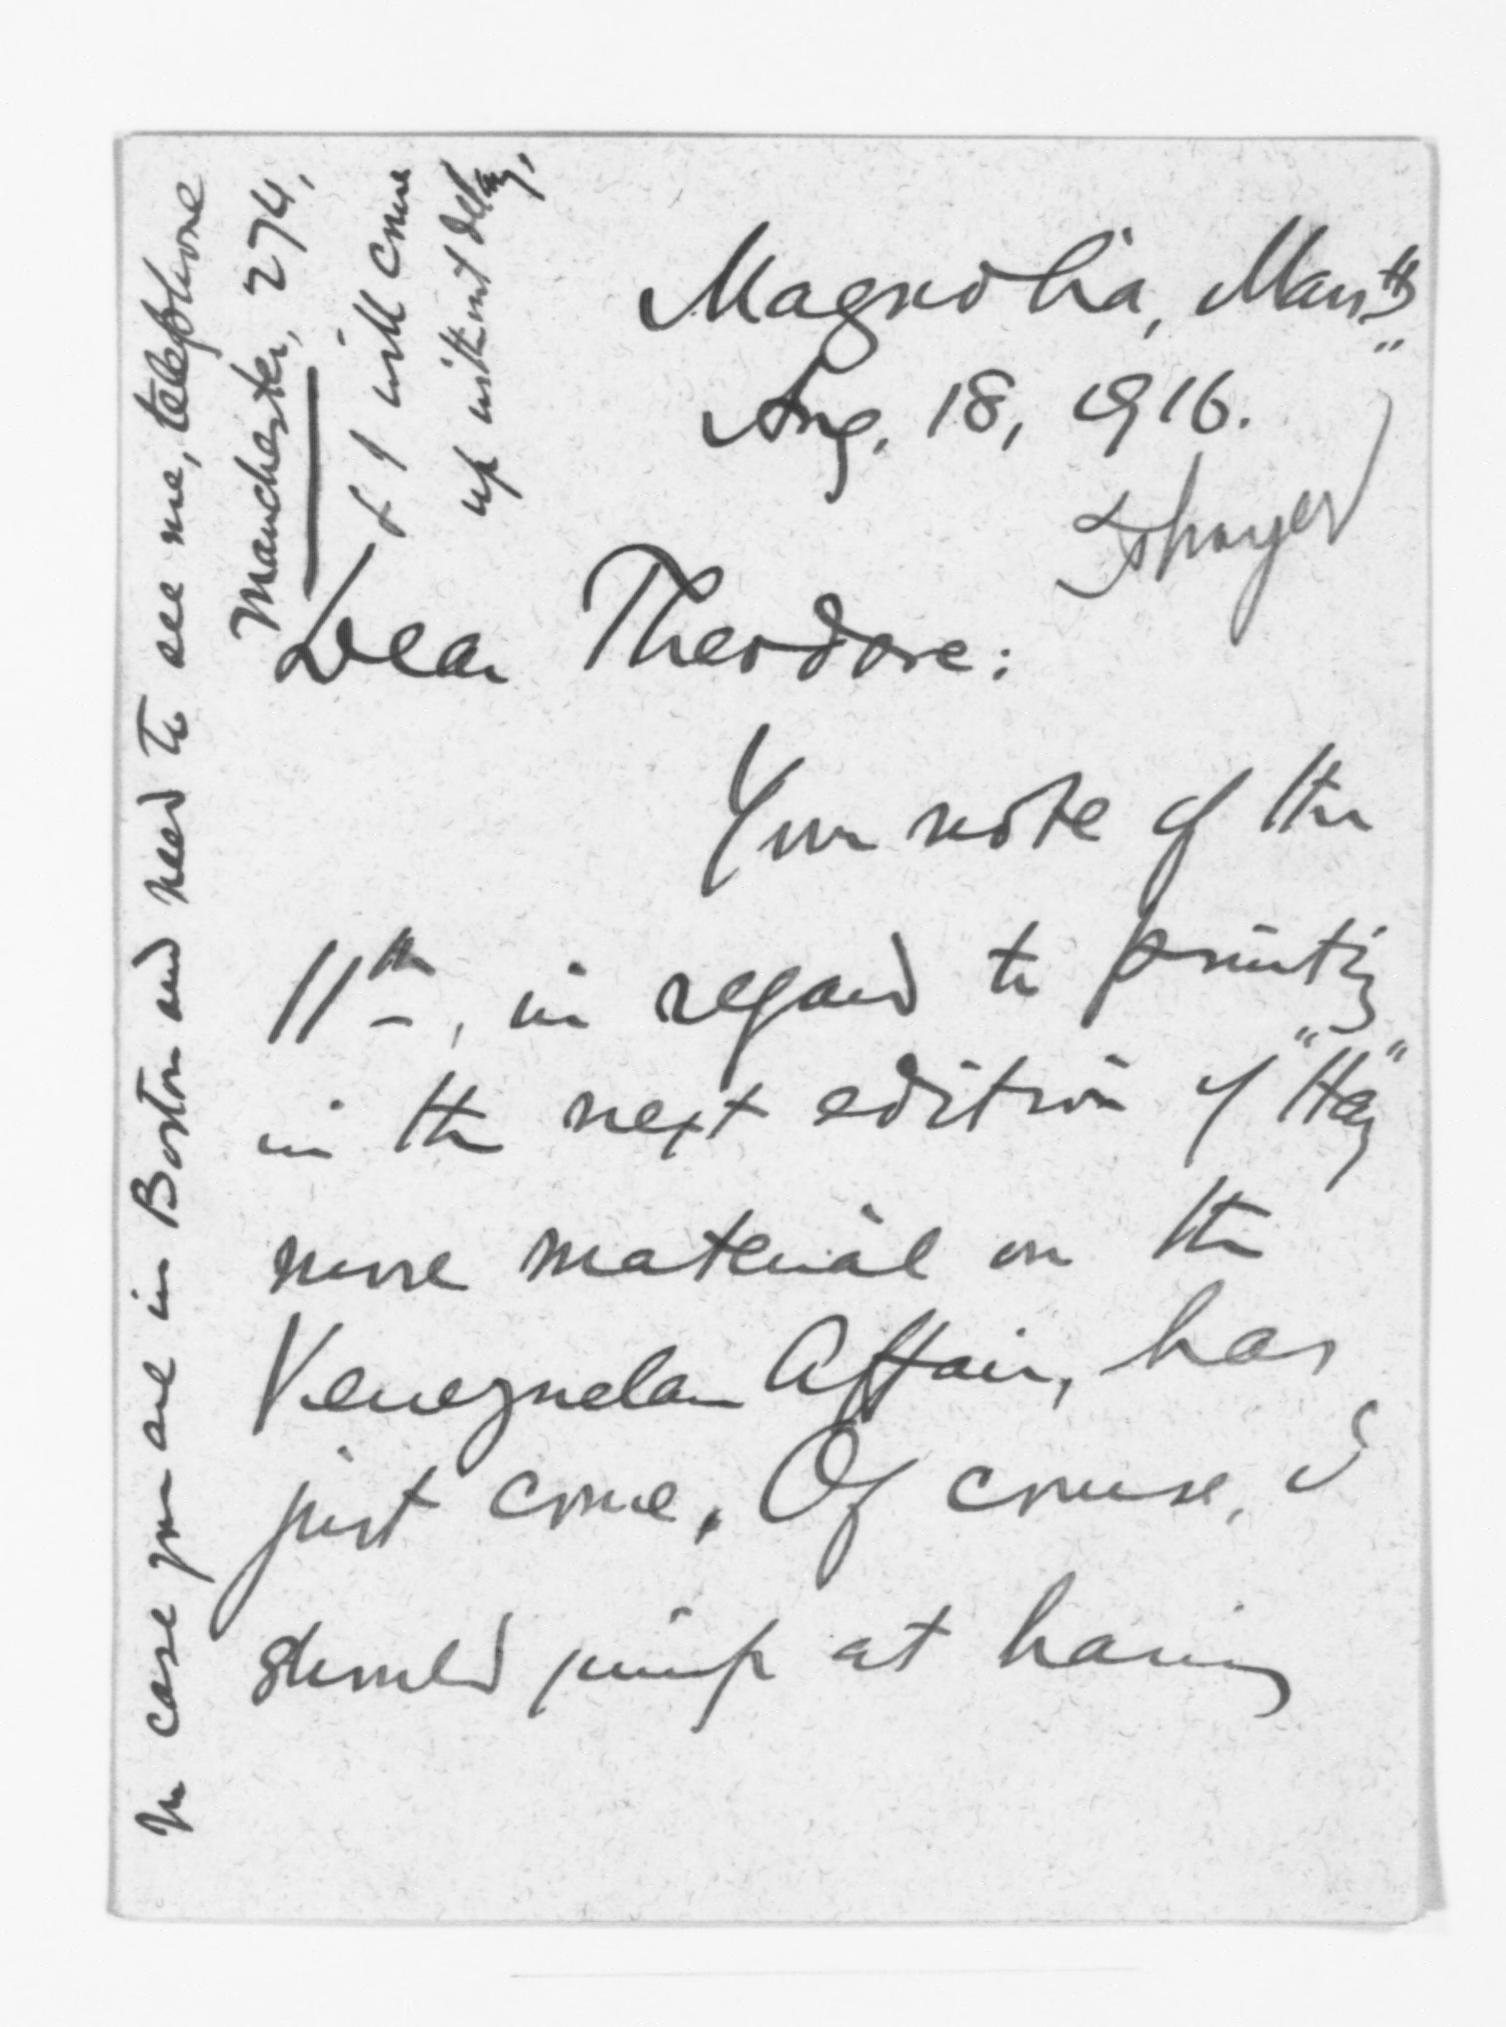 Magnolia, Mass.
Aug. 18, 1916.
Thayer
Dear Theodore:
Your note of the
11th, in regard to printing
in the next edition of "Hay"
more material on the
Venezuelan Affair, has
just come. Of course, I
should jump at having
In case you are in Boston and need to see me, telephone
Manchester, 274,
& I will come
up without delay.